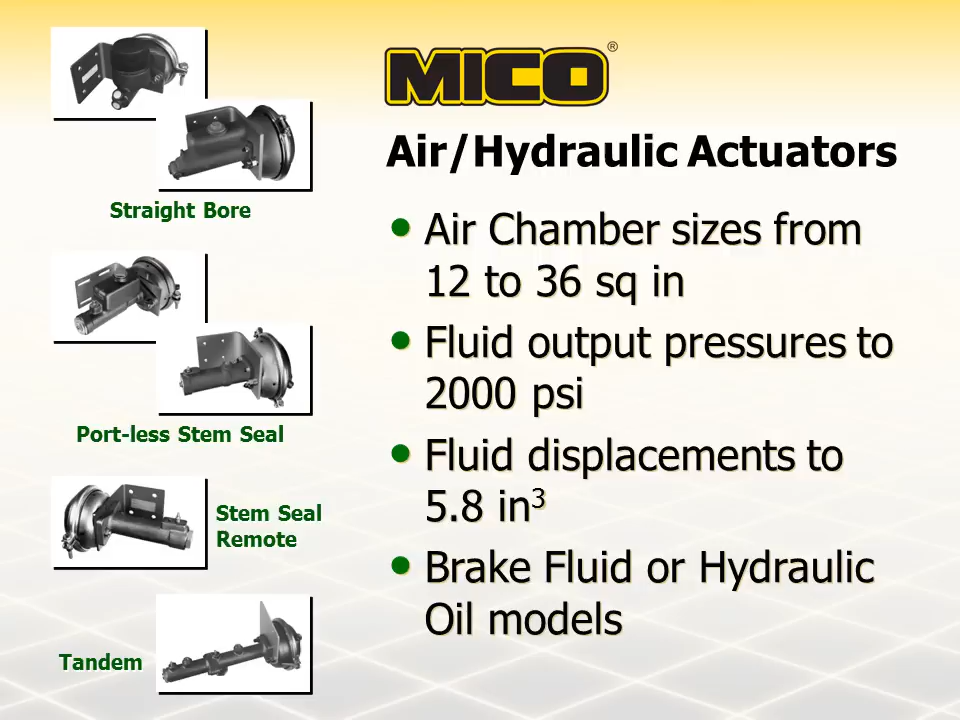 MICO®
Air/Hydraulic Actuators
Straight Bore
Port-less Stem Seal
Stem Seal
Remote
Tandem
• Air Chamber sizes from
12 to 36 sq in
• Fluid output pressures to
2000 psi
• Fluid displacements to
5.8 in³
• Brake Fluid or Hydraulic
Oil models